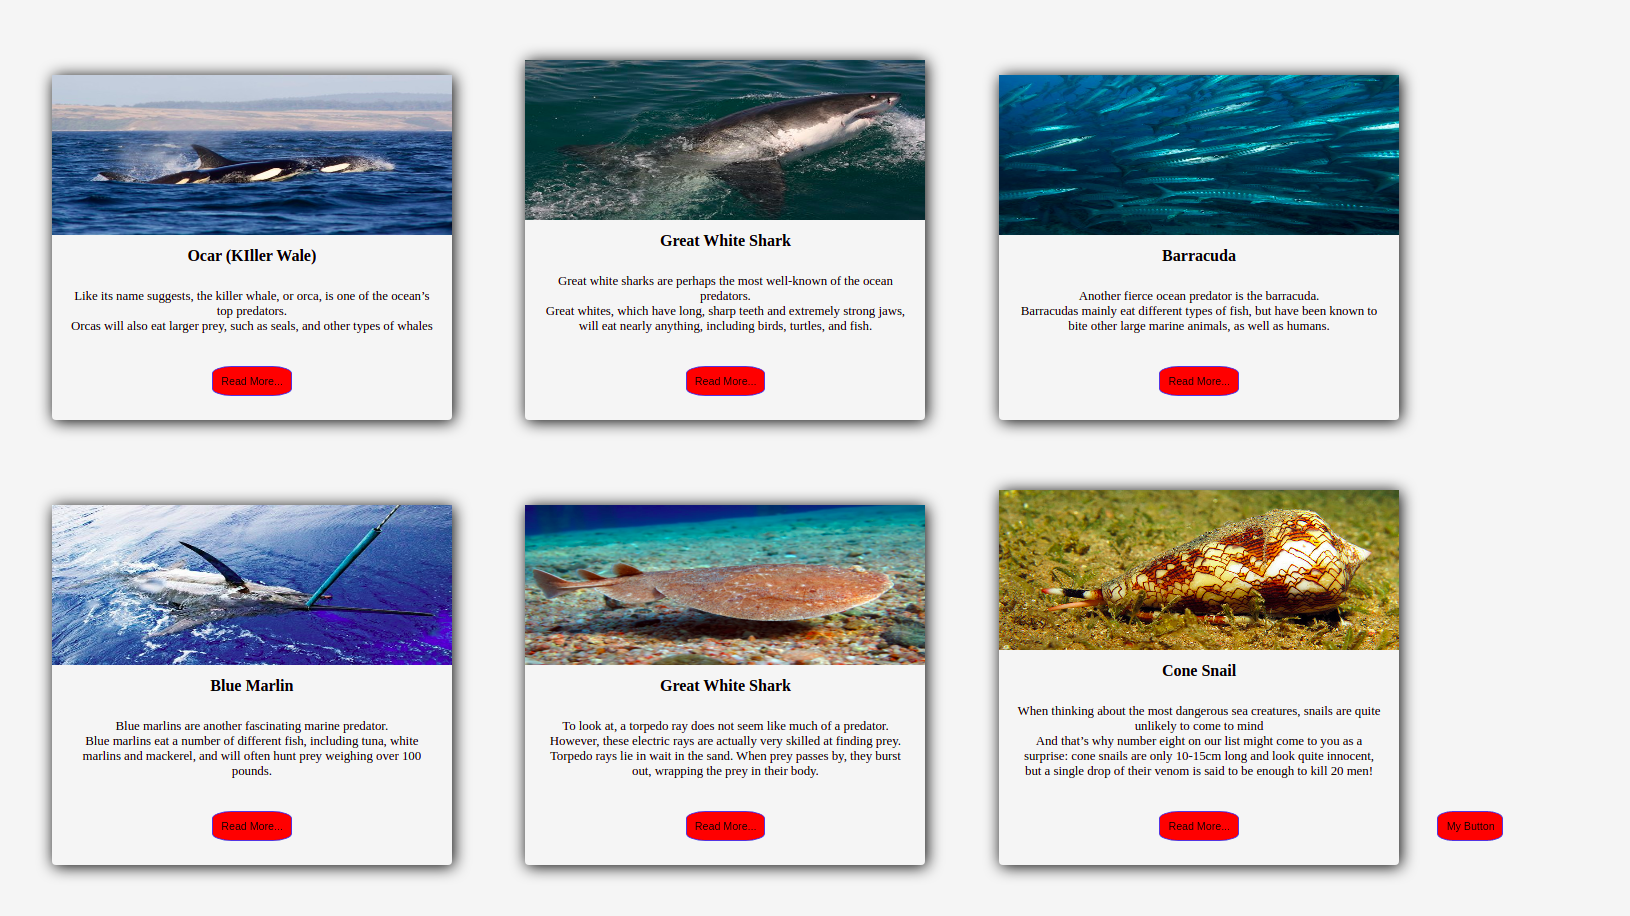 Ocar (KIller Wale)
Like its name suggests, the killer whale, or orca, is one of the ocean’s
top predators.
Orcas will also eat larger prey, such as seals, and other types of whales
Read More...
Great White Shark
Great white sharks are perhaps the most well-known of the ocean
predators.
Great whites, which have long, sharp teeth and extremely strong jaws,
will eat nearly anything, including birds, turtles, and fish.
Read More...
Barracuda
Another fierce ocean predator is the barracuda.
Barracudas mainly eat different types of fish, but have been known to
bite other large marine animals, as well as humans.
Read More...
Blue Marlin
Blue marlins are another fascinating marine predator.
Blue marlins eat a number of different fish, including tuna, white
marlins and mackerel, and will often hunt prey weighing over 100
pounds.
Read More...
Great White Shark
To look at, a torpedo ray does not seem like much of a predator.
However, these electric rays are actually very skilled at finding prey.
Torpedo rays lie in wait in the sand. When prey passes by, they burst
out, wrapping the prey in their body.
Read More...
Cone Snail
When thinking about the most dangerous sea creatures, snails are quite
unlikely to come to mind
And that’s why number eight on our list might come to you as a
surprise: cone snails are only 10-15cm long and look quite innocent,
but a single drop of their venom is said to be enough to kill 20 men!
Read More...
My Button